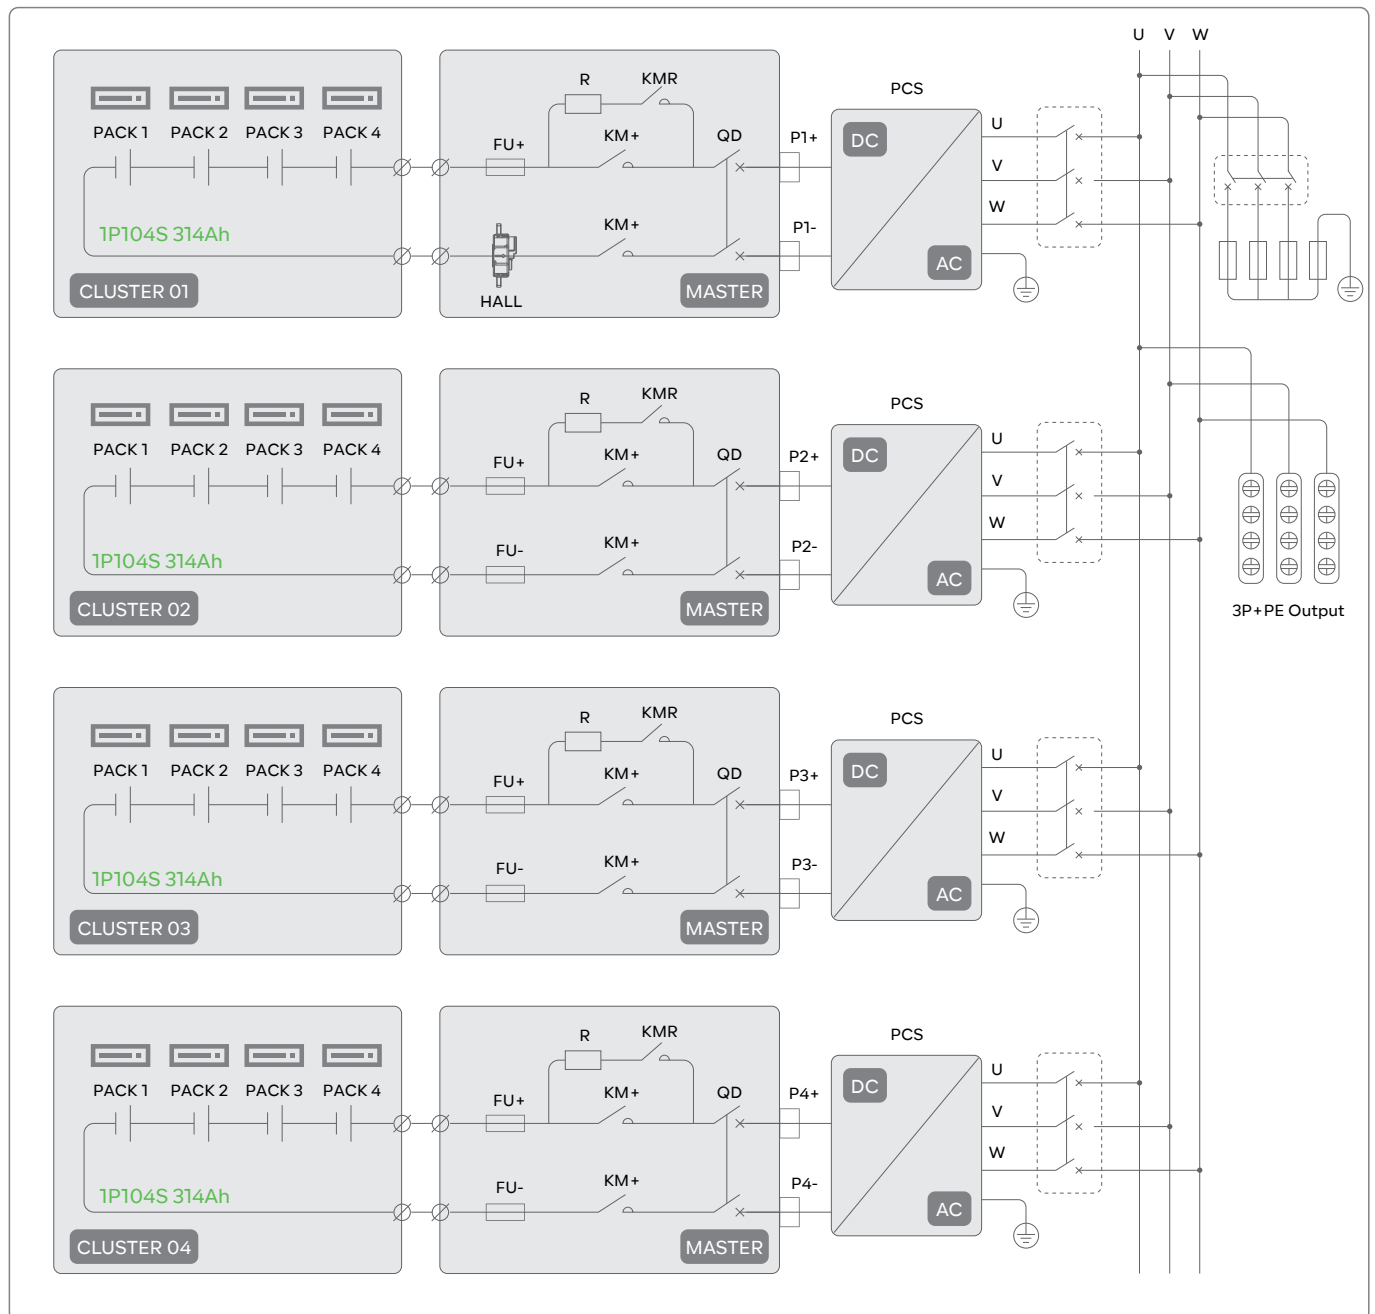 U V W
R KMR
PCS
PACK 1 PACK 2 PACK 3 PACK 4
FU+ KM+ QD P1+
DC
U
V
W
1P104S 314Ah
KM+ P1-
AC
CLUSTER 01
HALL
MASTER
R KMR
PCS
PACK 1 PACK 2 PACK 3 PACK 4
FU+ KM+ QD P2+
DC
U
V
W
1P104S 314Ah
FU- KM+ P2-
AC
CLUSTER 02
MASTER
3P+PE Output
R KMR
PCS
PACK 1 PACK 2 PACK 3 PACK 4
FU+ KM+ QD P3+
DC
U
V
W
1P104S 314Ah
FU- KM+ P3-
AC
CLUSTER 03
MASTER
R KMR
PCS
PACK 1 PACK 2 PACK 3 PACK 4
FU+ KM+ QD P4+
DC
U
V
W
1P104S 314Ah
FU- KM+ P4-
AC
CLUSTER 04
MASTER